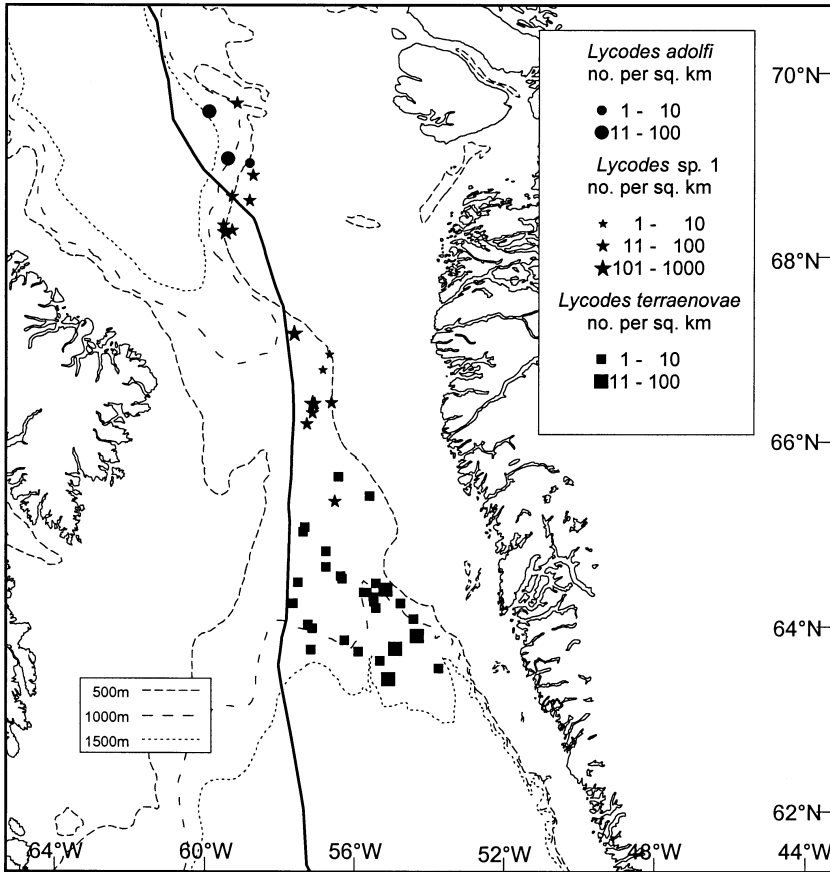 Lycodes adolfi
no. per sq. km
1 - 10
11 - 100
Lycodes sp. 1
no. per sq. km
1 - 10
11 - 100
101 - 1000
Lycodes terraenovae
no. per sq. km
1 - 10
11 - 100
70°N
68°N
66°N
64°N
62°N
500m
1000m
1500m
64°W 60°W 56°W 52°W 48°W 44°W